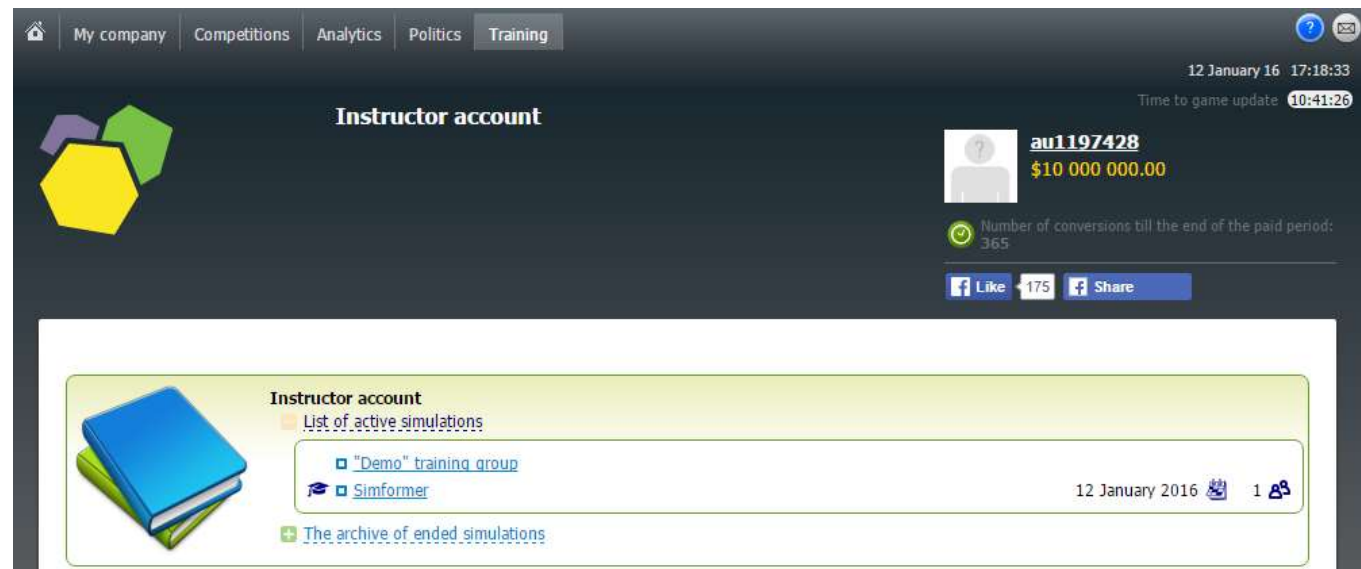 My company Competitions Analytics Politics Training
12 January 16 17:18:33
Time to game update 10:41:26
Instructor account
au1197428
$10 000 000.00
Number of conversions till the end of the paid period:
365
Like 175 Share
Instructor account
List of active simulations
"Demo" training group
Simformer 12 January 2016 1
The archive of ended simulations